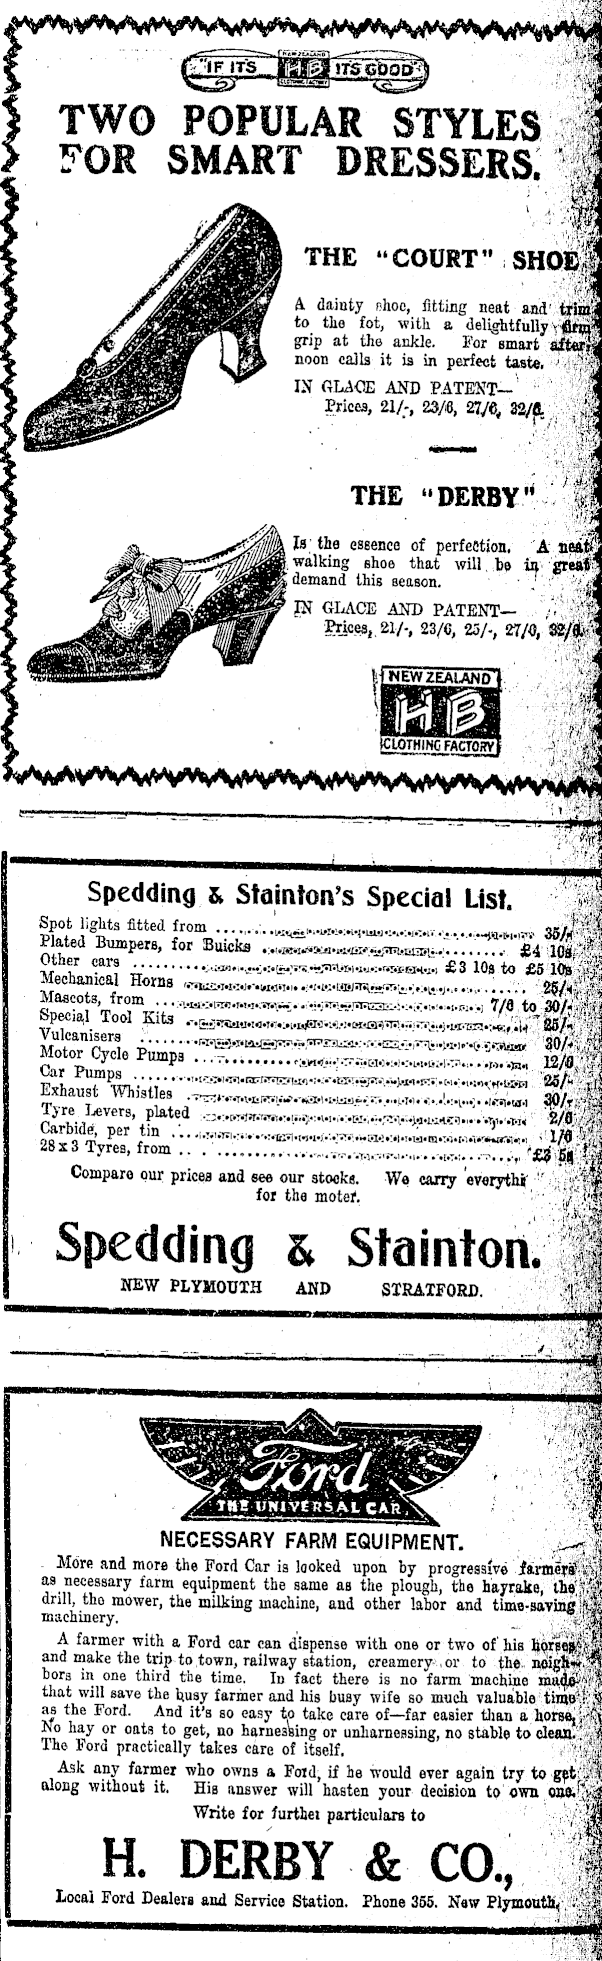 "IF ITS NEW ZEALAND HB CLOTHING FACTORY ITS GOOD"
TWO POPULAR STYLES
FOR SMART DRESSERS.
THE "COURT" SHOE
A dainty shoe, fitting neat and trim
to the fot, with a delightfully firm
grip at the ankle. For smart after-
noon calls it is in perfect taste.
IN GLACE AND PATENT—
Prices, 21/-, 23/6, 27/6, 32/6.
THE "DERBY"
Is the essence of perfection. A neat
walking shoe that will be in great
demand this season.
IN GLACE AND PATENT—
Prices, 21/-, 23/6, 25/-, 27/6, 32/6.
NEW ZEALAND
HB
CLOTHING FACTORY
Spedding & Stainton's Special List.
Spot lights fitted from 35/-
Plated Bumpers, for Buicks £4 10s
Other cars £3 10s to £5 10s
Mechanical Horns 25/-
Mascots, from 7/6 to 30/-
Special Tool Kits 25/-
Vulcanisers 30/-
Motor Cycle Pumps 12/6
Car Pumps 25/-
Exhaust Whistles 30/-
Tyre Levers, plated 2/6
Carbide, per tin 1/6
28 x 3 Tyres, from £3 5s
Compare our prices and see our stocks. We carry everythi
for the motor.
Spedding & Stainton.
NEW PLYMOUTH AND STRATFORD.
Ford
THE UNIVERSAL CAR
NECESSARY FARM EQUIPMENT.
More and more the Ford Car is looked upon by progressive farmers
as necessary farm equipment the same as the plough, the hayrake, the
drill, the mower, the milking machine, and other labor and time-saving
machinery.
A farmer with a Ford car can dispense with one or two of his horses
and make the trip to town, railway station, creamery or to the neigh-
bors in one third the time. In fact there is no farm machine made
that will save the busy farmer and his busy wife so much valuable time
as the Ford. And it's so easy to take care of—far easier than a horse.
No hay or oats to get, no harnessing or unharnessing, no stable to clean.
The Ford practically takes care of itself.
Ask any farmer who owns a Ford, if he would ever again try to get
along without it. His answer will hasten your decision to own one.
Write for further particulars to
H. DERBY & CO.,
Local Ford Dealers and Service Station. Phone 355. New Plymouth.